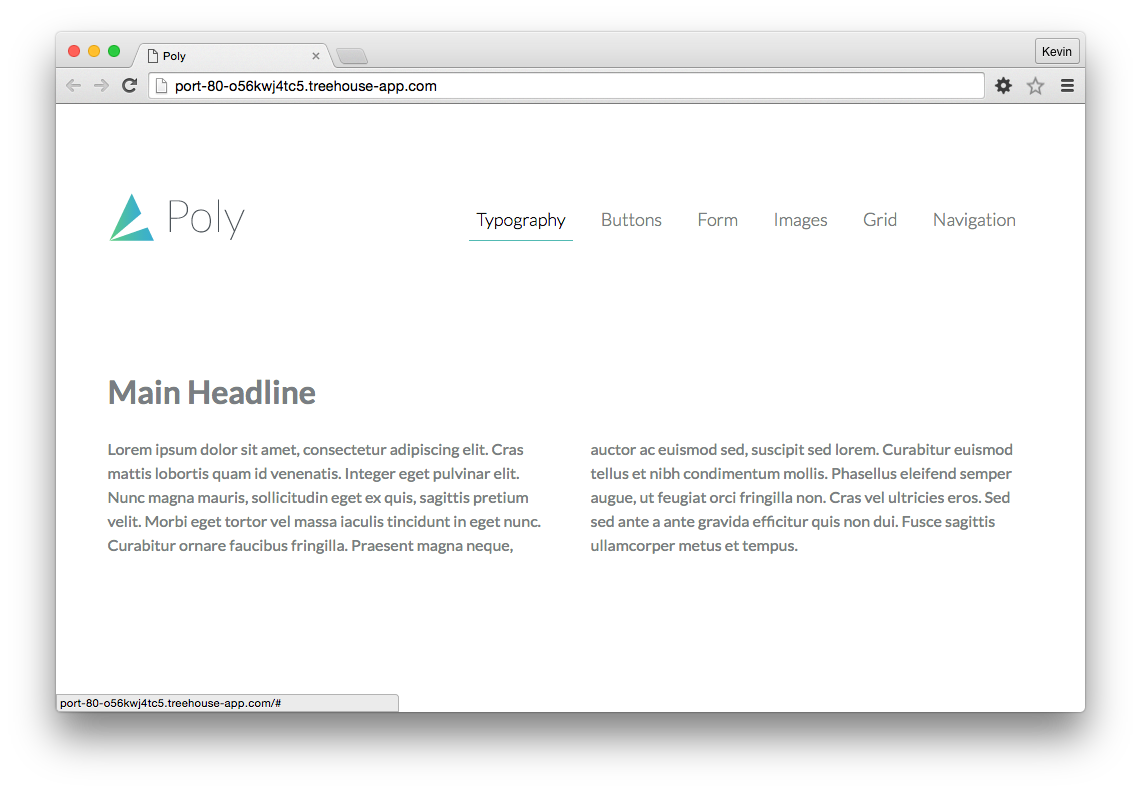 Poly
Kevin
port-80-o56kwj4tc5.treehouse-app.com
Poly
Typography Buttons Form Images Grid Navigation
Main Headline
Lorem ipsum dolor sit amet, consectetur adipiscing elit. Cras
mattis lobortis quam id venenatis. Integer eget pulvinar elit.
Nunc magna mauris, sollicitudin eget ex quis, sagittis pretium
velit. Morbi eget tortor vel massa iaculis tincidunt in eget nunc.
Curabitur ornare faucibus fringilla. Praesent magna neque,
auctor ac euismod sed, suscipit sed lorem. Curabitur euismod
tellus et nibh condimentum mollis. Phasellus eleifend semper
augue, ut feugiat orci fringilla non. Cras vel ultricies eros. Sed
sed ante a ante gravida efficitur quis non dui. Fusce sagittis
ullamcorper metus et tempus.
port-80-o56kwj4tc5.treehouse-app.com/#